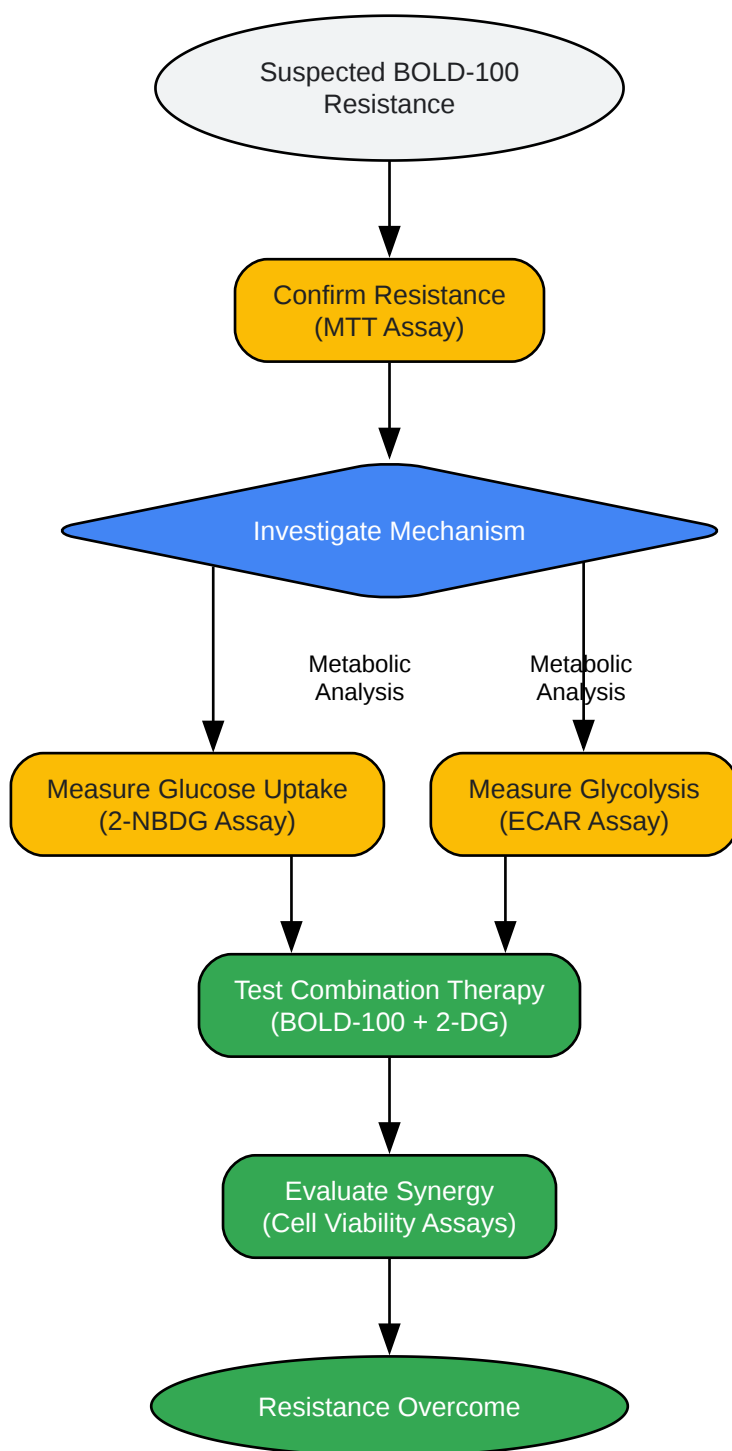 Suspected BOLD-100
Resistance
Confirm Resistance
(MTT Assay)
Investigate Mechanism
Metabolic
Analysis
Metabolic
Analysis
Measure Glucose Uptake
(2-NBDG Assay)
Measure Glycolysis
(ECAR Assay)
Test Combination Therapy
(BOLD-100 + 2-DG)
Evaluate Synergy
(Cell Viability Assays)
Resistance Overcome